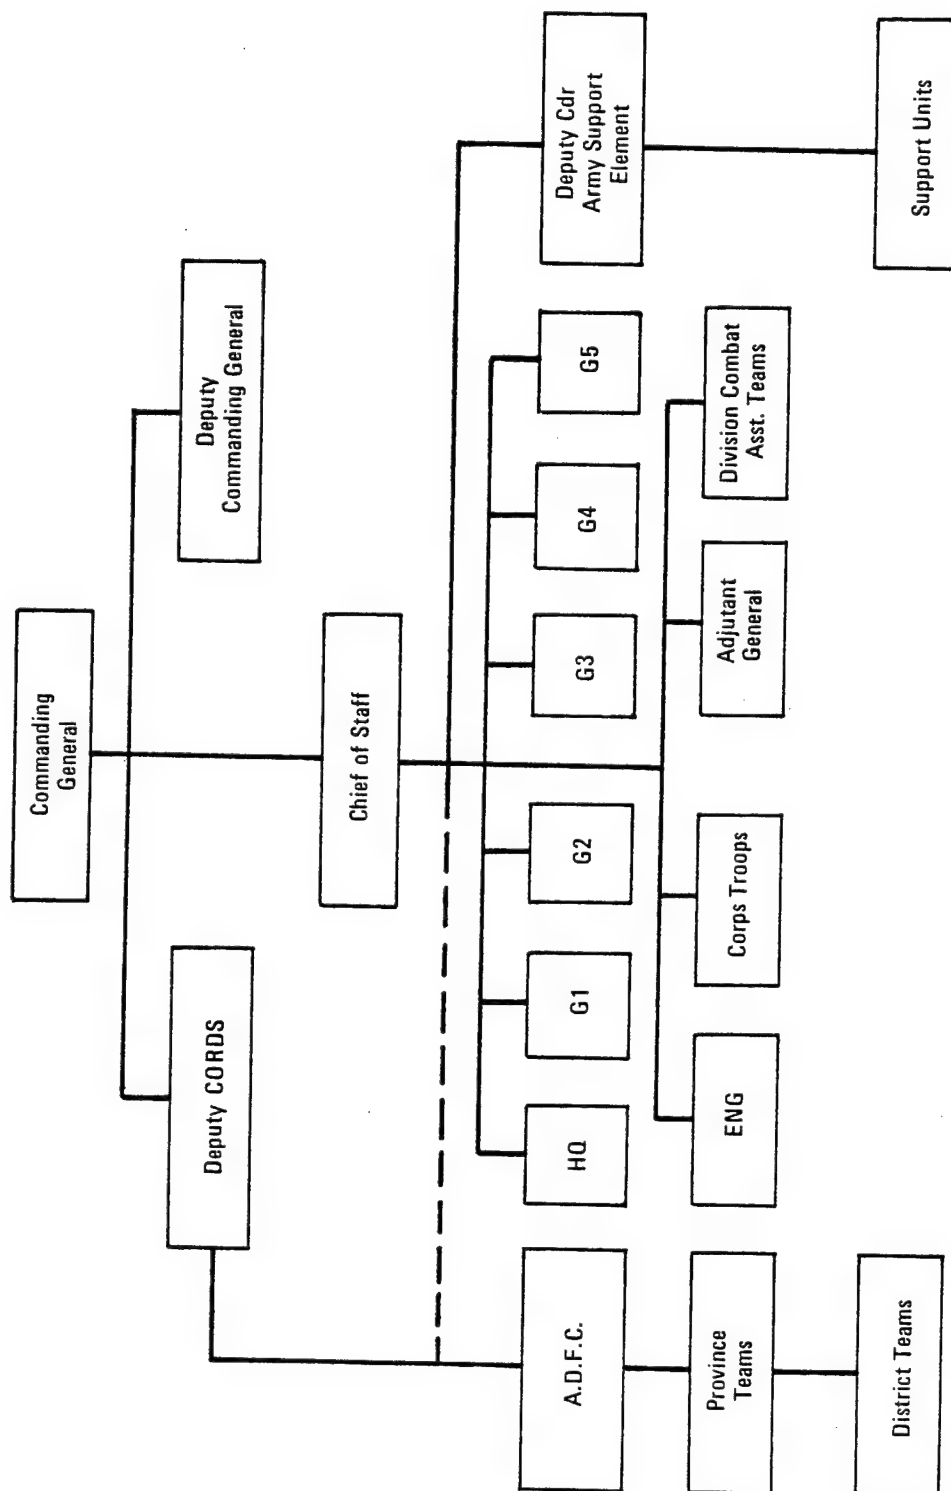 Commanding
General
Deputy CORDS
Deputy
Commanding General
Chief of Staff
A.D.F.C.
HQ
G1
G2
G3
G4
G5
Deputy Cdr
Army Support
Element
Province
Teams
ENG
Corps Troops
Adjutant
General
Division Combat
Asst. Teams
District Teams
Support Units